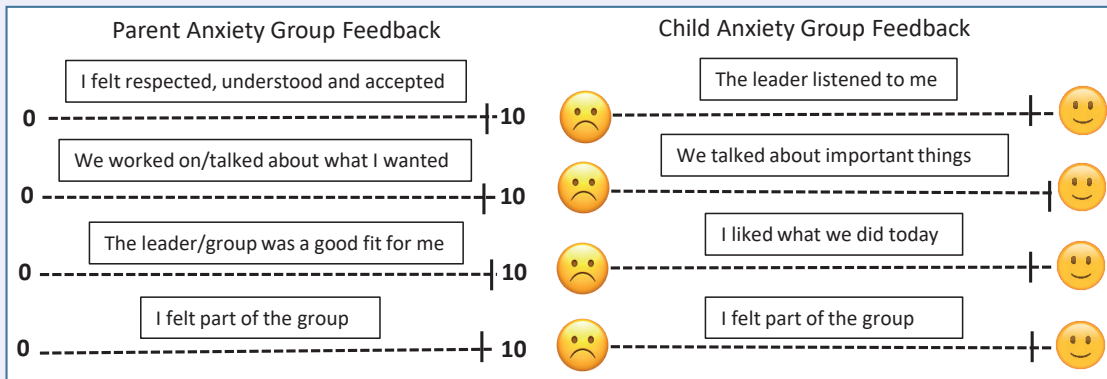 Parent Anxiety Group Feedback
I felt respected, understood and accepted
0 10
We worked on/talked about what I wanted
0 10
The leader/group was a good fit for me
0 10
I felt part of the group
0 10
Child Anxiety Group Feedback
The leader listened to me
We talked about important things
I liked what we did today
I felt part of the group